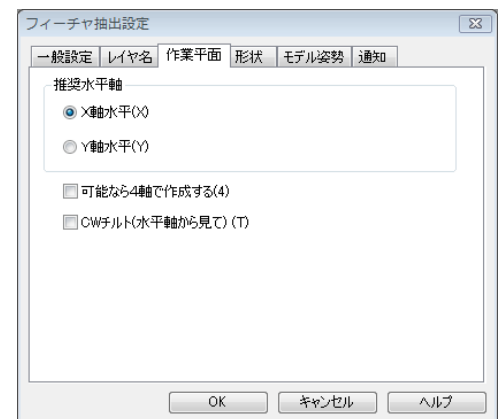 フィーチャ抽出設定
一般設定 レイヤ名 作業平面 形状 モデル姿勢 通知
推奨水平軸
X軸水平(X)
Y軸水平(Y)
可能なら4軸で作成する(4)
CWチルト(水平軸から見て) (T)
OK キャンセル ヘルプ